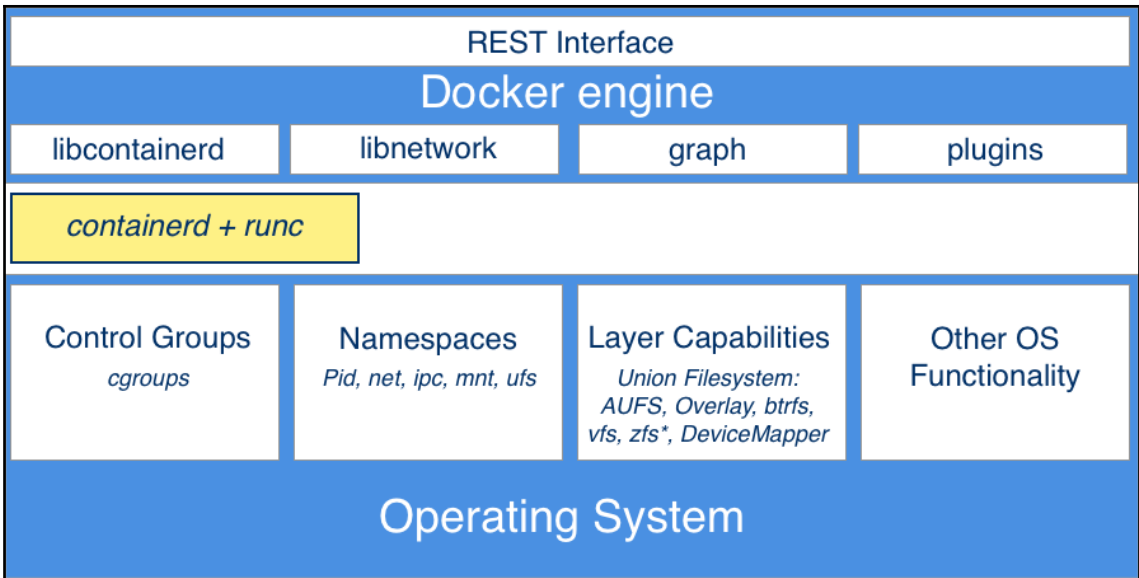 REST Interface
Docker engine
libcontainerd
libnetwork
graph
plugins
containerd + runc
Control Groups
cgroups
Namespaces
Pid, net, ipc, mnt, ufs
Layer Capabilities
Union Filesystem:
AUFS, Overlay, btrfs,
vfs, zfs*, DeviceMapper
Other OS
Functionality
Operating System